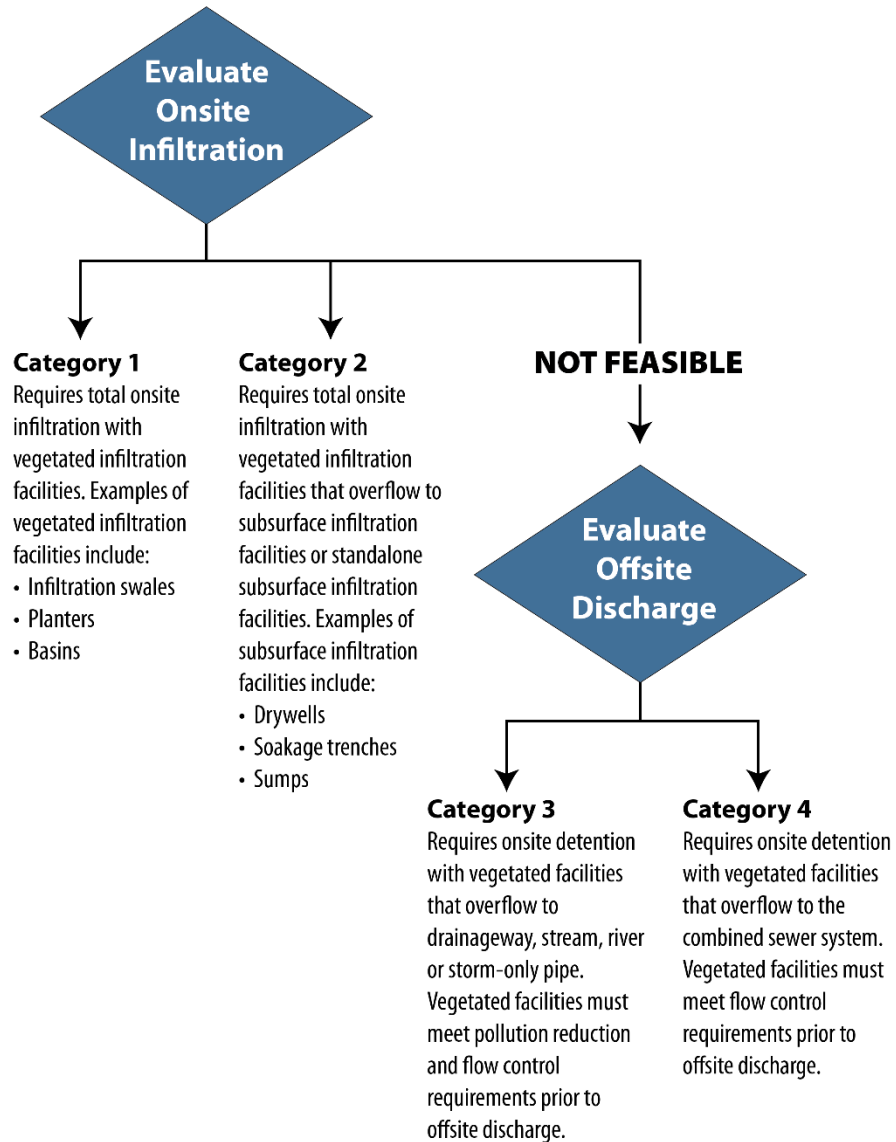 Evaluate
Onsite
Infiltration
Category 1
Requires total onsite
infiltration with
vegetated infiltration
facilities. Examples of
vegetated infiltration
facilities include:
• Infiltration swales
• Planters
• Basins
Category 2
Requires total onsite
infiltration with
vegetated infiltration
facilities that overflow to
subsurface infiltration
facilities or standalone
subsurface infiltration
facilities. Examples of
subsurface infiltration
facilities include:
• Drywells
• Soakage trenches
• Sumps
NOT FEASIBLE
Evaluate
Offsite
Discharge
Category 3
Requires onsite detention
with vegetated facilities
that overflow to
drainageway, stream, river
or storm-only pipe.
Vegetated facilities must
meet pollution reduction
and flow control
requirements prior to
offsite discharge.
Category 4
Requires onsite detention
with vegetated facilities
that overflow to the
combined sewer system.
Vegetated facilities must
meet flow control
requirements prior to
offsite discharge.